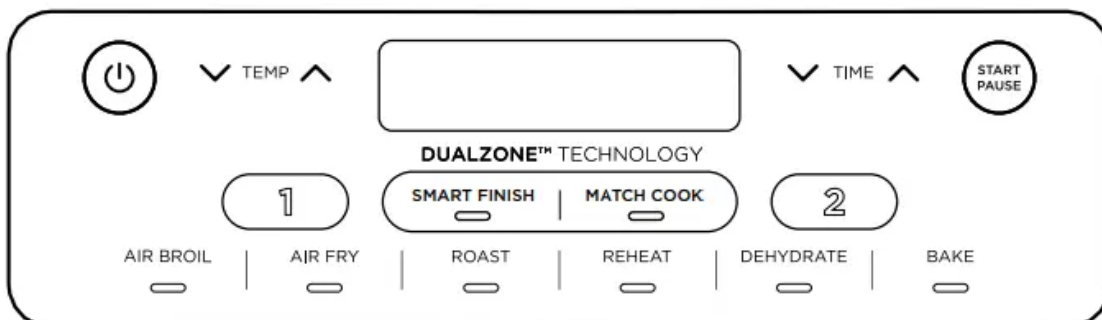 TEMP
TIME
START
PAUSE
DUALZONE™ TECHNOLOGY
1
SMART FINISH
MATCH COOK
2
AIR BROIL
AIR FRY
ROAST
REHEAT
DEHYDRATE
BAKE